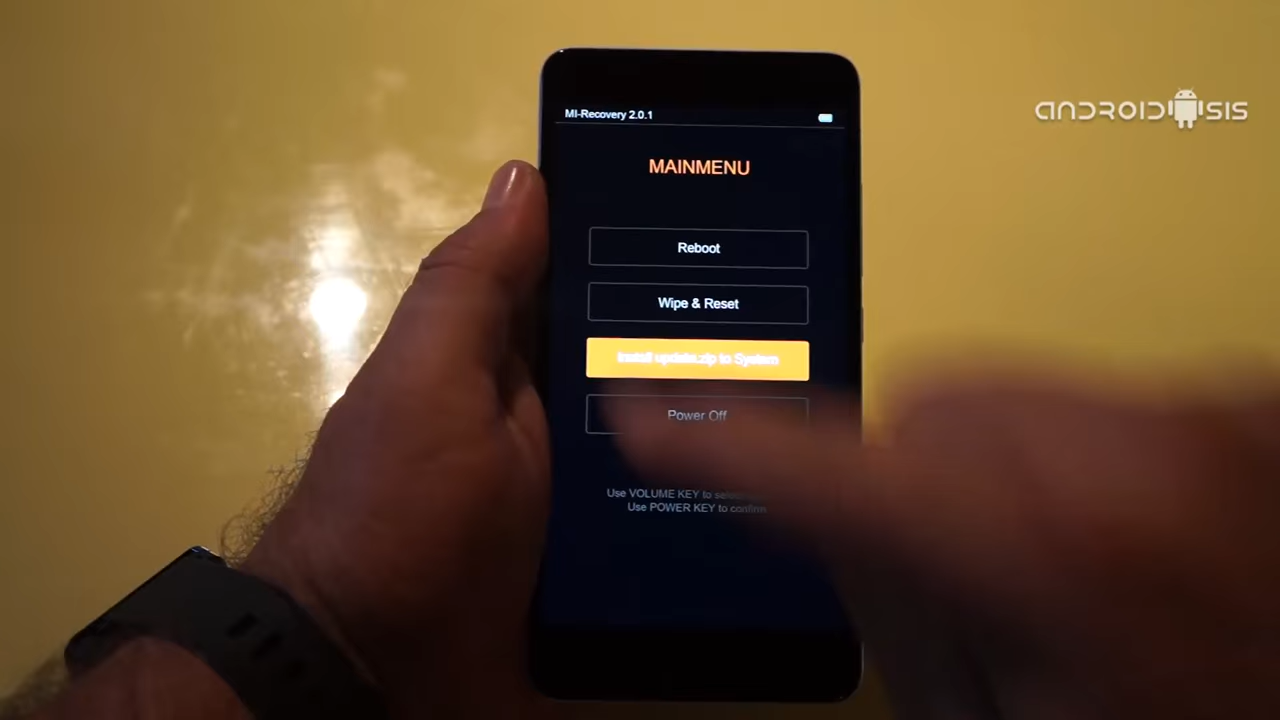 MI-Recovery 2.0.1
ANDROIDSIS
MAINMENU
Reboot
Wipe & Reset
Install update.zip to System
Power Off
Use VOLUME KEY to select
Use POWER KEY to confirm